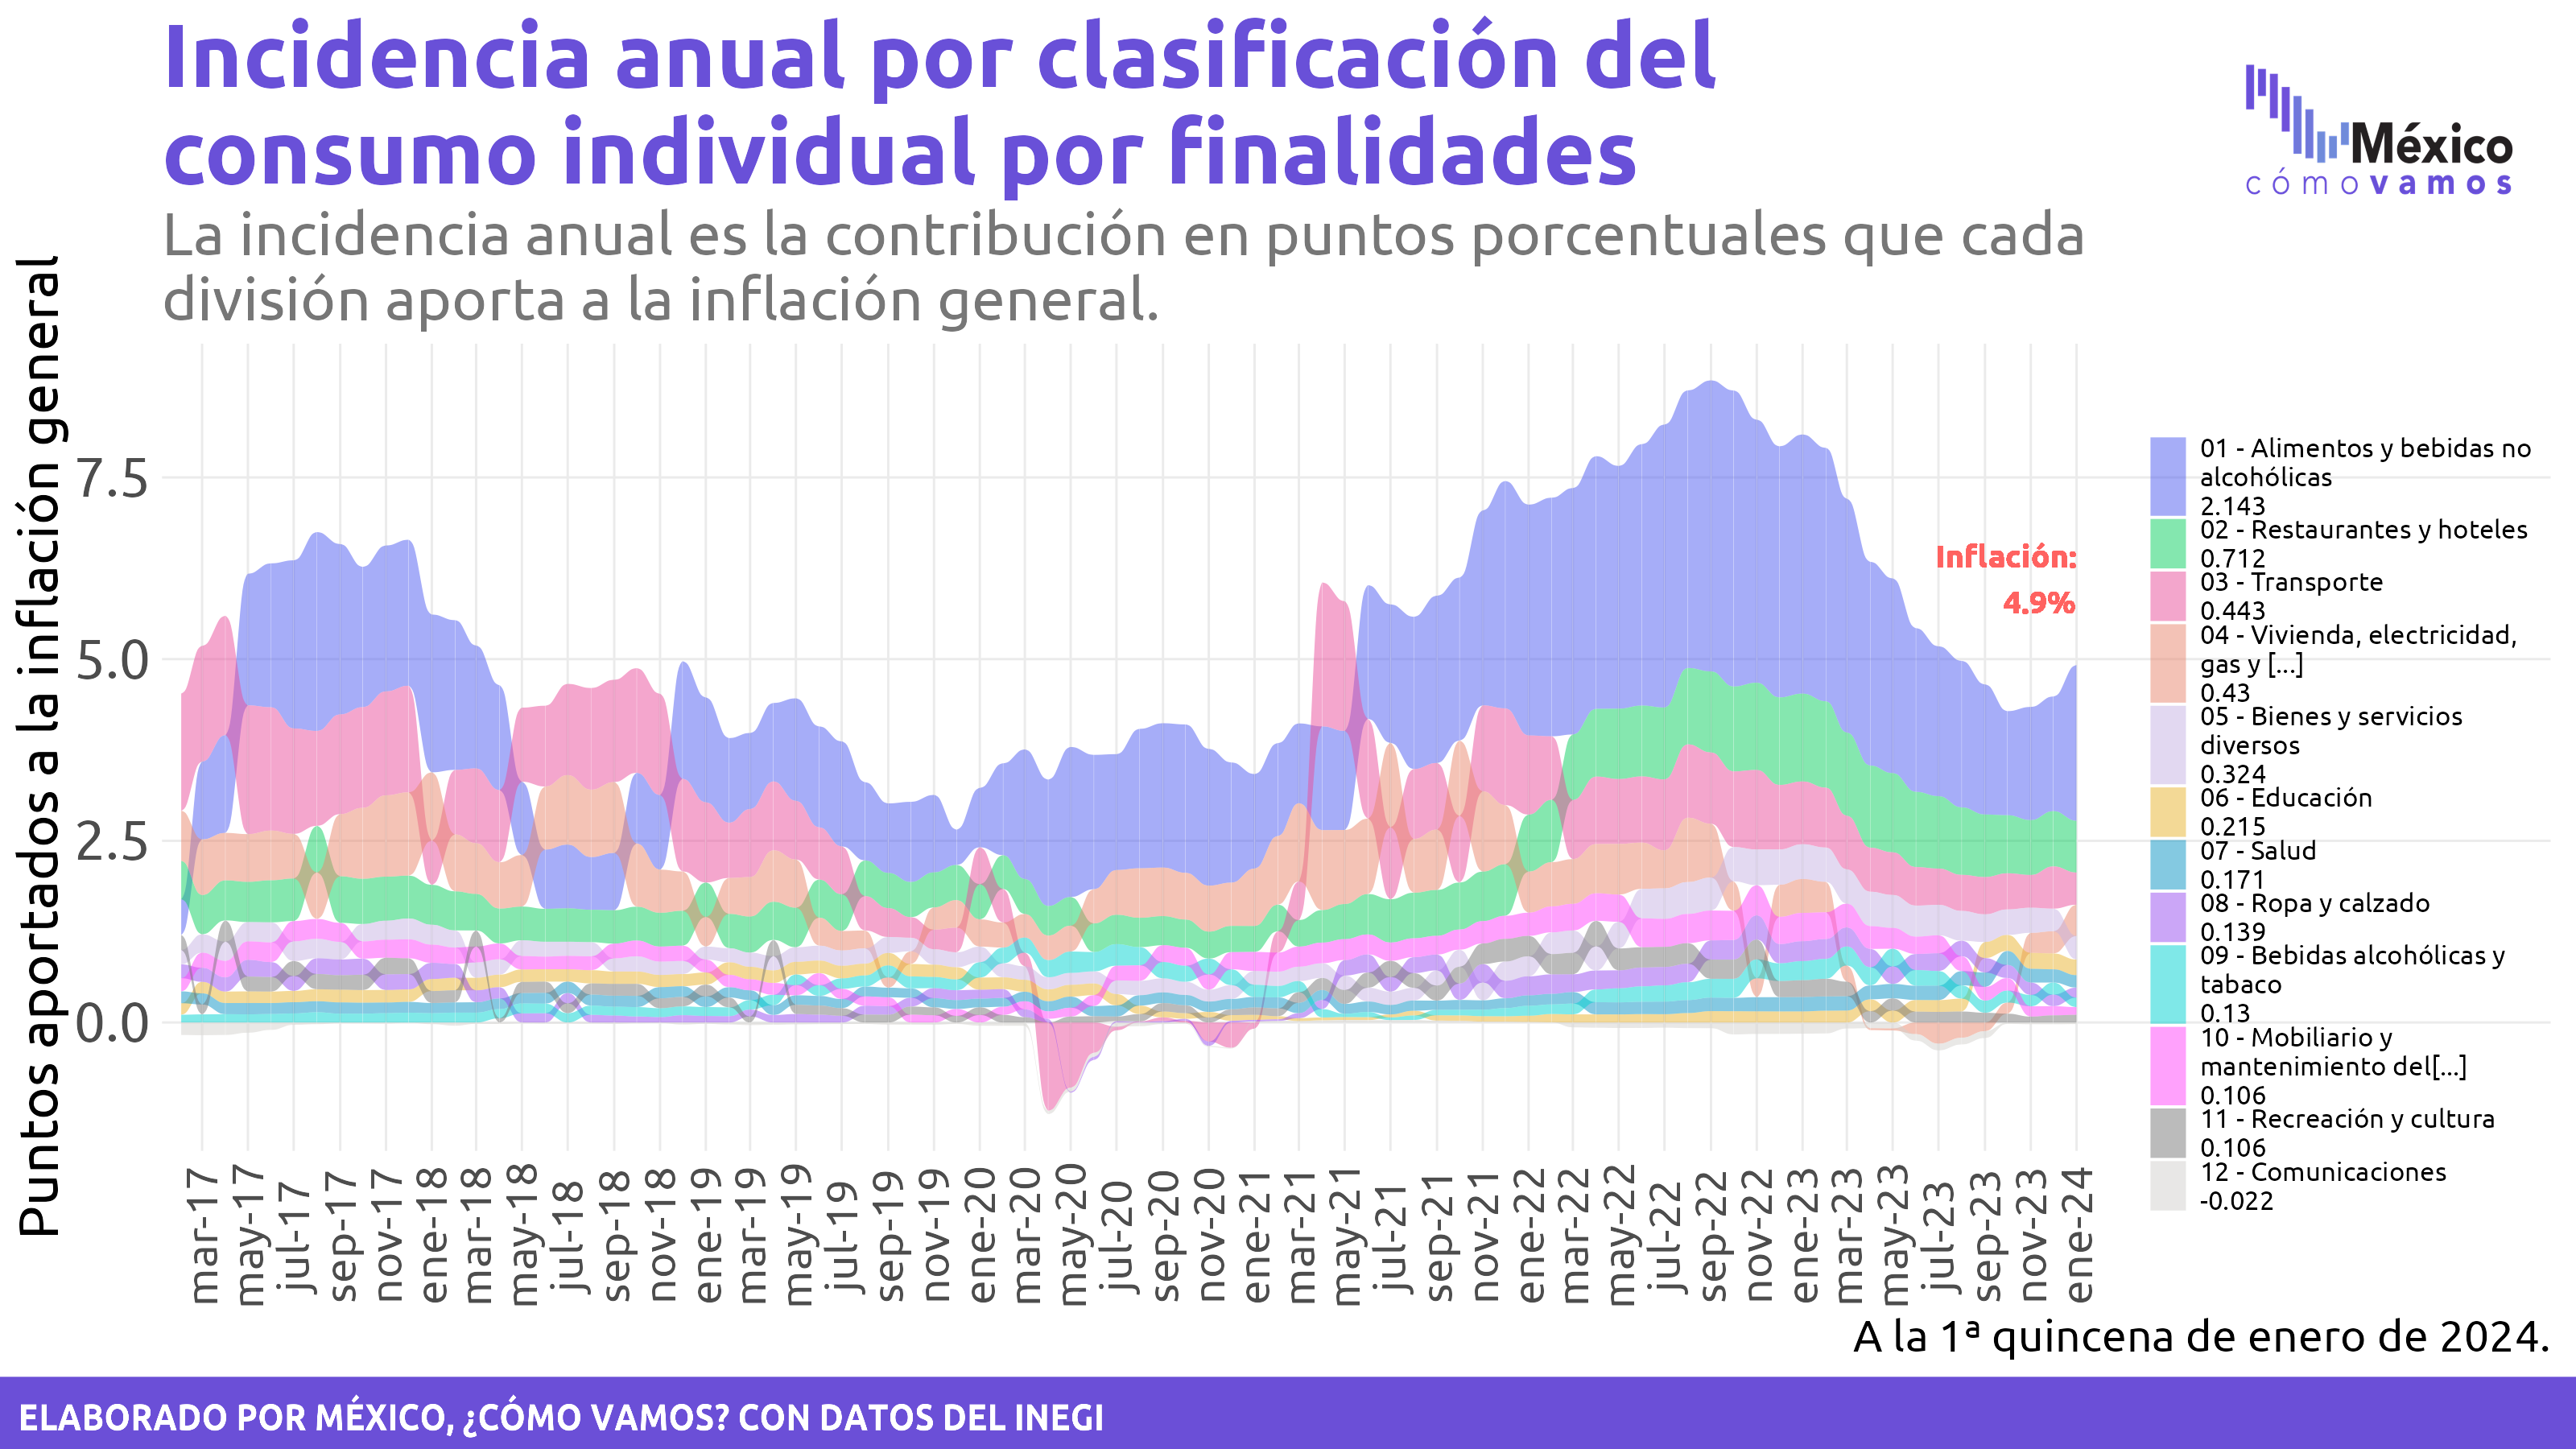 Incidencia anual por clasificación del
consumo individual por finalidades
México
cómo vamos
La incidencia anual es la contribución en puntos porcentuales que cada
división aporta a la inflación general.
Puntos aportados a la inflación general
7.5
5.0
2.5
0.0
Inflación:
4.9%
01 - Alimentos y bebidas no
alcohólicas
2.143
02 - Restaurantes y hoteles
0.712
03 - Transporte
0.443
04 - Vivienda, electricidad,
gas y [...]
0.43
05 - Bienes y servicios
diversos
0.324
06 - Educación
0.215
07 - Salud
0.171
08 - Ropa y calzado
0.139
09 - Bebidas alcohólicas y
tabaco
0.13
10 - Mobiliario y
mantenimiento del[...]
0.106
11 - Recreación y cultura
0.106
12 - Comunicaciones
-0.022
mar-17
may-17
jul-17
sep-17
nov-17
ene-18
mar-18
may-18
jul-18
sep-18
nov-18
ene-19
mar-19
may-19
jul-19
sep-19
nov-19
ene-20
mar-20
may-20
jul-20
sep-20
nov-20
ene-21
mar-21
may-21
jul-21
sep-21
nov-21
ene-22
mar-22
may-22
jul-22
sep-22
nov-22
ene-23
mar-23
may-23
jul-23
sep-23
nov-23
ene-24
A la 1ª quincena de enero de 2024.
ELABORADO POR MÉXICO, ¿CÓMO VAMOS? CON DATOS DEL INEGI